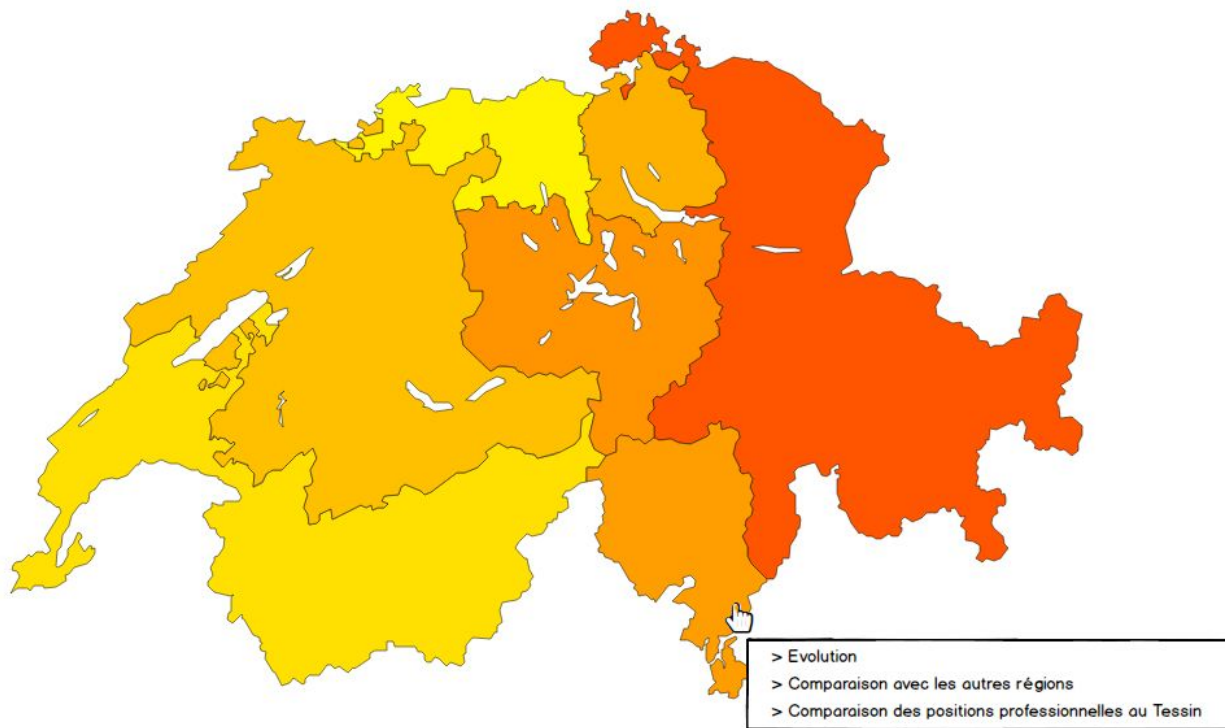 > Evolution
> Comparaison avec les autres régions
> Comparaison des positions professionnelles au Tessin